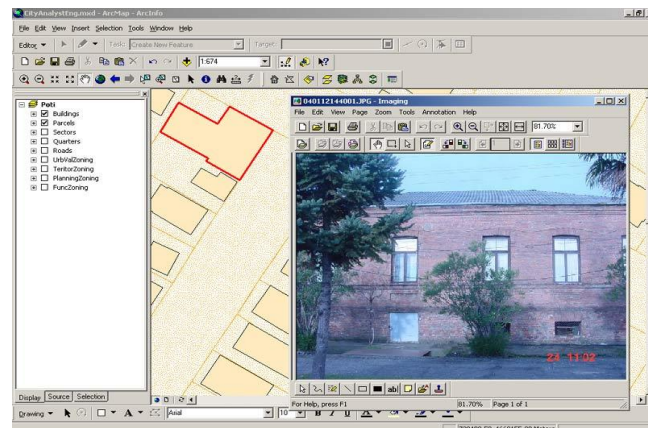 CityAnalystEng.mxd - ArcMap - ArcInfo
File Edit View Insert Selection Tools Window Help
Editor Task: Create New Feature Target:
1:674
Poti
Buildings
Parcels
Sectors
Quarters
Roads
UrbValZoning
TeritorZoning
PlanningZoning
FuncZoning
040112144001.JPG - Imaging
File Edit View Page Zoom Tools Annotation Help
81.70%
1
24 11:02
ab|
For Help, press F1 81.70% Page 1 of 1
Display Source Selection
Drawing A Arial 10 B I U A